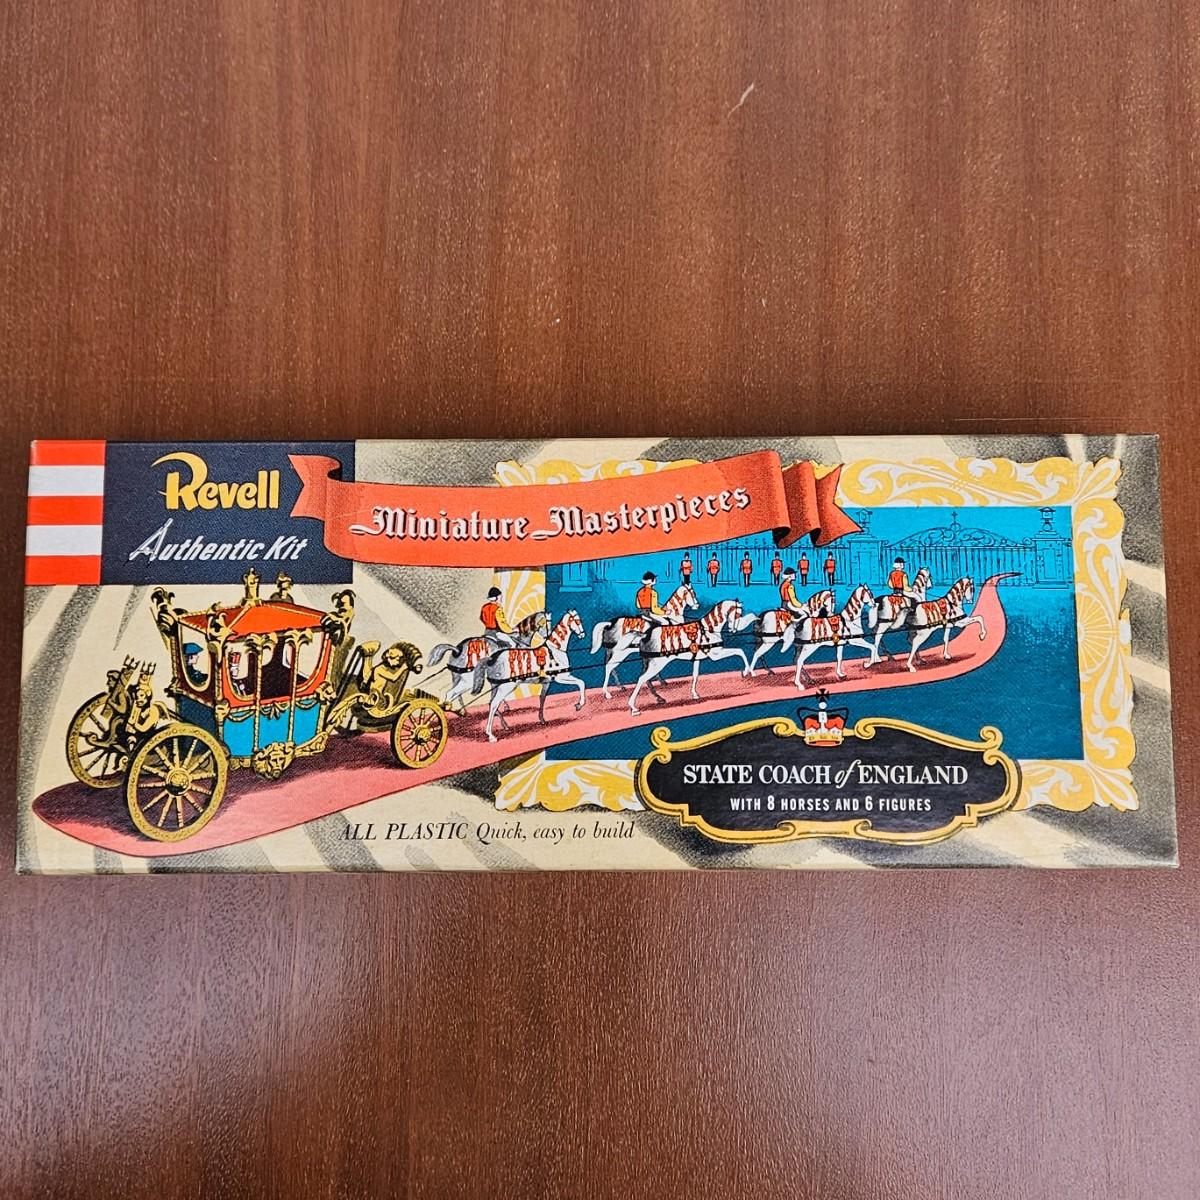 Revell
Authentic Kit
Miniature Masterpieces
STATE COACH of ENGLAND
WITH 8 HORSES AND 6 FIGURES
ALL PLASTIC Quick, easy to build